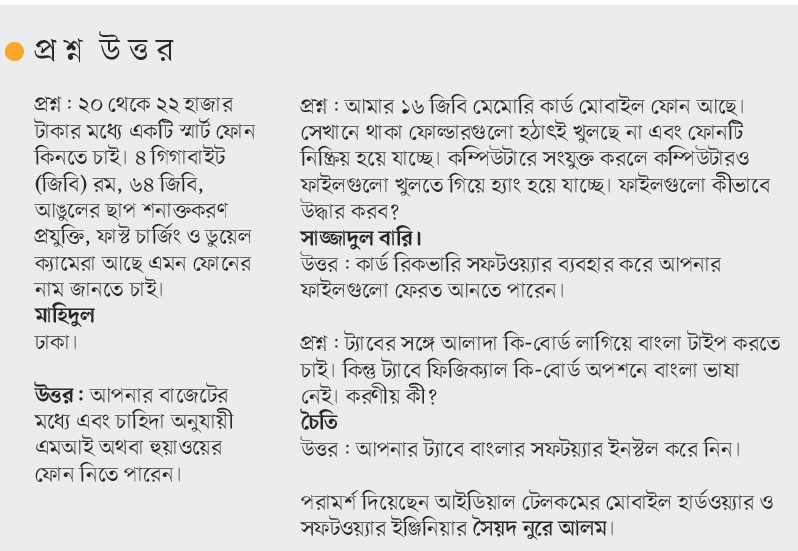 প্রশ্ন উত্তর
প্রশ্ন : ২০ থেকে ২২ হাজার
টাকার মধ্যে একটি স্মার্ট ফোন
কিনতে চাই। ৪ গিগাবাইট
(জিবি) রম, ৬৪ জিবি,
আঙুলের ছাপ শনাক্তকরণ
প্রযুক্তি, ফাস্ট চার্জিং ও ডুয়েল
ক্যামেরা আছে এমন ফোনের
নাম জানতে চাই।
মাহিদুল
ঢাকা।
উত্তর : আপনার বাজেটের
মধ্যে এবং চাহিদা অনুযায়ী
এমআই অথবা হুয়াওয়ের
ফোন নিতে পারেন।
প্রশ্ন : আমার ১৬ জিবি মেমোরি কার্ড মোবাইল ফোন আছে।
সেখানে থাকা ফোল্ডারগুলো হঠাৎই খুলছে না এবং ফোনটি
নিষ্ক্রিয় হয়ে যাচ্ছে। কম্পিউটারে সংযুক্ত করলে কম্পিউটারও
ফাইলগুলো খুলতে গিয়ে হ্যাং হয়ে যাচ্ছে। ফাইলগুলো কীভাবে
উদ্ধার করব?
সাজ্জাদুল বারি।
উত্তর : কার্ড রিকভারি সফটওয়্যার ব্যবহার করে আপনার
ফাইলগুলো ফেরত আনতে পারেন।
প্রশ্ন : ট্যাবের সঙ্গে আলাদা কি-বোর্ড লাগিয়ে বাংলা টাইপ করতে
চাই। কিন্তু ট্যাবে ফিজিক্যাল কি-বোর্ড অপশনে বাংলা ভাষা
নেই। করণীয় কী?
চৈতি
উত্তর : আপনার ট্যাবে বাংলার সফটয়্যার ইনস্টল করে নিন।
পরামর্শ দিয়েছেন আইডিয়াল টেলকমের মোবাইল হার্ডওয়্যার ও
সফটওয়্যার ইঞ্জিনিয়ার সৈয়দ নুরে আলম।